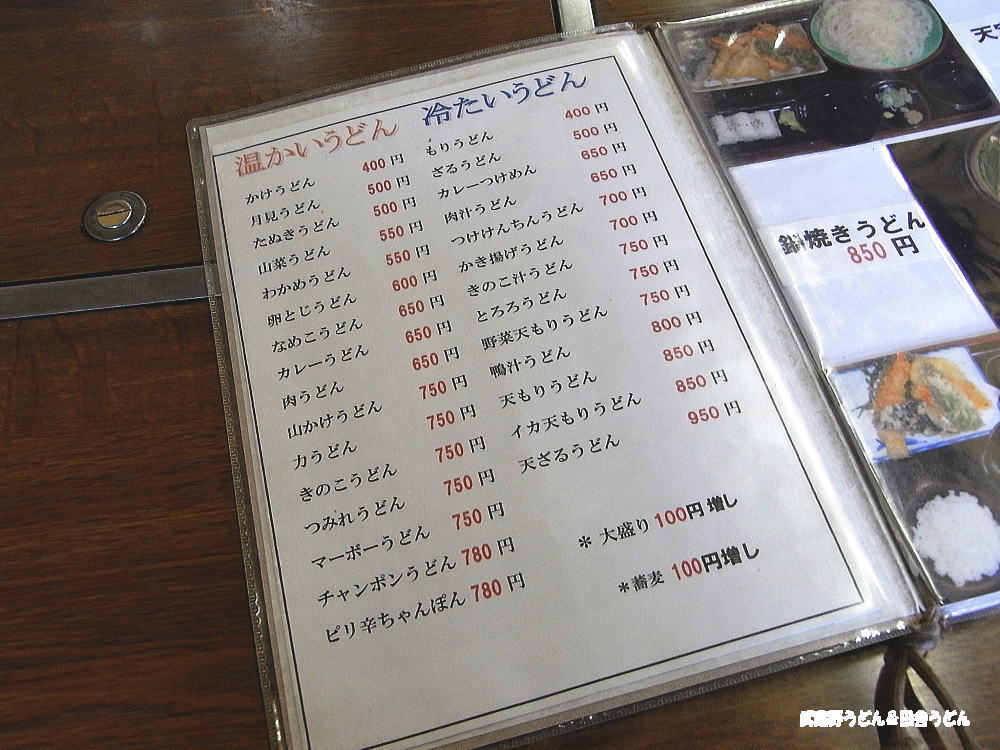 温かいうどん
かけうどん 400円
月見うどん 500円
たぬきうどん 500円
山菜うどん 550円
わかめうどん 550円
卵とじうどん 600円
なめこうどん 650円
カレーうどん 650円
肉うどん 650円
山かけうどん 750円
力うどん 750円
きのこうどん 750円
つみれうどん 750円
マーボーうどん 750円
チャンポンうどん 780円
ピリ辛ちゃんぽん 780円
冷たいうどん
もりうどん 400円
ざるうどん 500円
カレーつけめん 650円
肉汁うどん 650円
つけけんちんうどん 700円
かき揚げうどん 700円
きのこ汁うどん 750円
とろろうどん 750円
野菜天もりうどん 750円
鴨汁うどん 800円
天もりうどん 850円
イカ天もりうどん 850円
天ざるうどん 950円
＊大盛り 100円増し
＊蕎麦 100円増し
鍋焼きうどん
850円
武蔵野うどん&田舎うどん